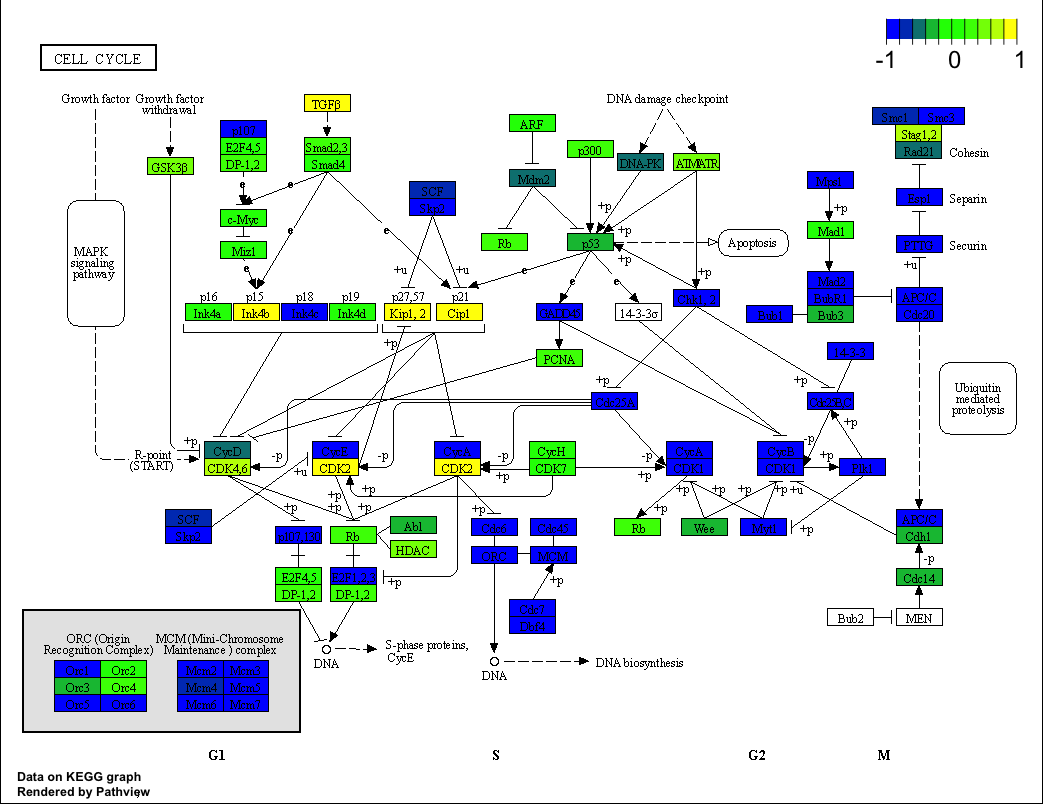 -1 0 1
CELL CYCLE
Growth factor
Growth factor
withdrawal
TGFβ
DNA damage checkpoint
p107
E2F4,5
DP-1,2
GSK3β
Smad2,3
Smad4
ARF
p300
DNA-PK
ATM/ATR
Smc1
Smc3
Stag1,2
Rad21
Cohesin
MAPK
signaling
pathway
e
e
e
e
e
c-Myc
Miz1
SCF
Skp2
Mdm2
Rb
p53
+p
+p
+p
Apoptosis
Mps1
+p
Mad1
Esp1
Separin
PTTG
Securin
+u
+u
+u
e
e
e
+p
p16
p15
p18
p19
p27,57
p21
Ink4a
Ink4b
Ink4c
Ink4d
Kip1, 2
Cip1
GADD45
14-3-3σ
Chk1, 2
Mad2
BubR1
Bub3
Bub1
APC/C
Cdc20
+p
PCNA
14-3-3
+p
+p
Cdc25A
Cdc25B,C
Ubiquitin
mediated
proteolysis
R-point
(START)
+p
CycD
CDK4,6
-p
CycE
CDK2
-p
+u
CycA
CDK2
-p
+p
CycH
CDK7
-p
+p
CycA
CDK1
CycB
CDK1
-p
+p
+p
Plk1
SCF
Skp2
+p
+p
+p
+p
+p
+p
+p
+p
+u
+p
p107,130
Rb
Abl
HDAC
Cdc6
Cdc45
ORC
MCM
+p
Rb
Wee
Myt1
APC/C
Cdh1
-p
Cdc14
E2F4,5
DP-1,2
E2F1,2,3
DP-1,2
+p
Cdc7
Dbf4
Bub2
MEN
DNA
S-phase proteins,
CycE
DNA
DNA biosynthesis
ORC (Origin
Recognition Complex)
MCM (Mini-Chromosome
Maintenance ) complex
Orc1 Orc2
Orc3 Orc4
Orc5 Orc6
Mcm2 Mcm3
Mcm4 Mcm5
Mcm6 Mcm7
G1 S G2 M
Data on KEGG graph
Rendered by Pathview